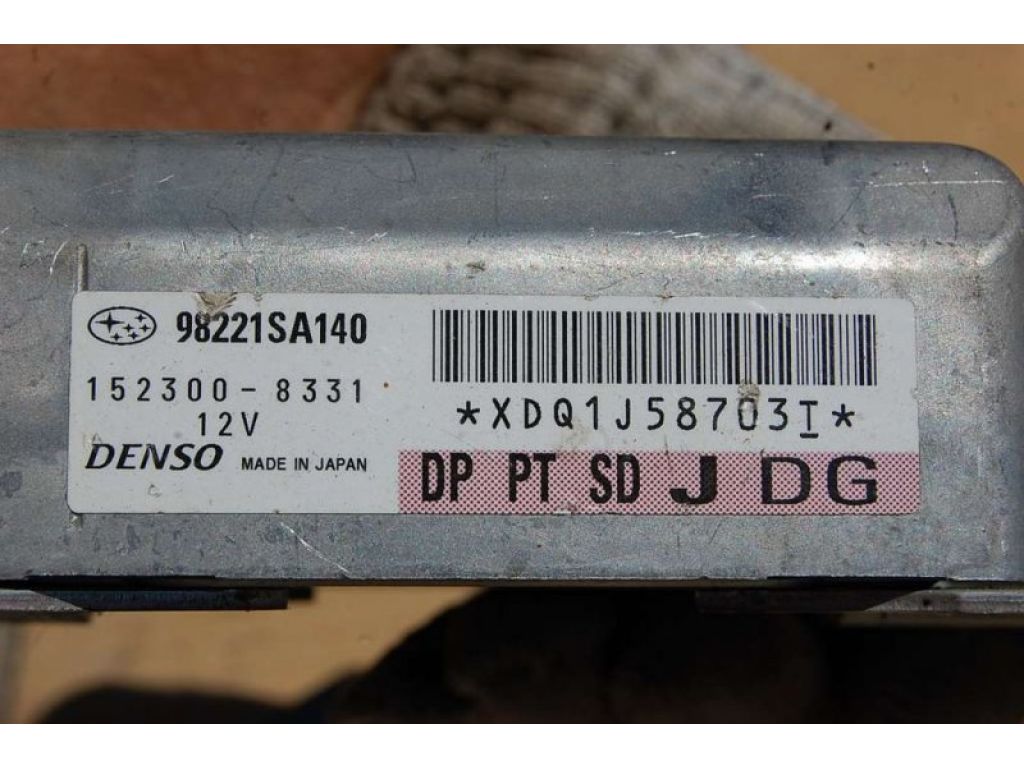 98221SA140
152300-8331
12V
DENSO MADE IN JAPAN
*XDQ1J58703I*
DP PT SD J DG